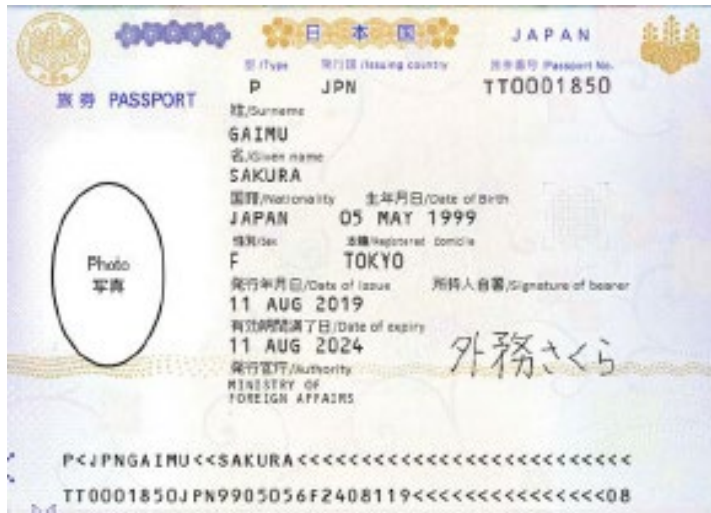 日本国 JAPAN
型/Type 発行国/Issuing country 旅券番号/Passport No.
P JPN TT0001850
旅券 PASSPORT
姓/Surname
GAIMU
名/Given name
SAKURA
国籍/Nationality 生年月日/Date of Birth
JAPAN 05 MAY 1999
性別/Sex 本籍/Registered Domicile
F TOKYO
Photo
写真
発行年月日/Date of issue 所持人自署/Signature of bearer
11 AUG 2019
有効期間満了日/Date of expiry
11 AUG 2024
外務さくら
発行官庁/Authority
MINISTRY OF
FOREIGN AFFAIRS
P<JPNGAIMU<<SAKURA<<<<<<<<<<<<<<<<<<<<<<<<<<
TT0001850JPN9905056F2408119<<<<<<<<<<<<<<<08